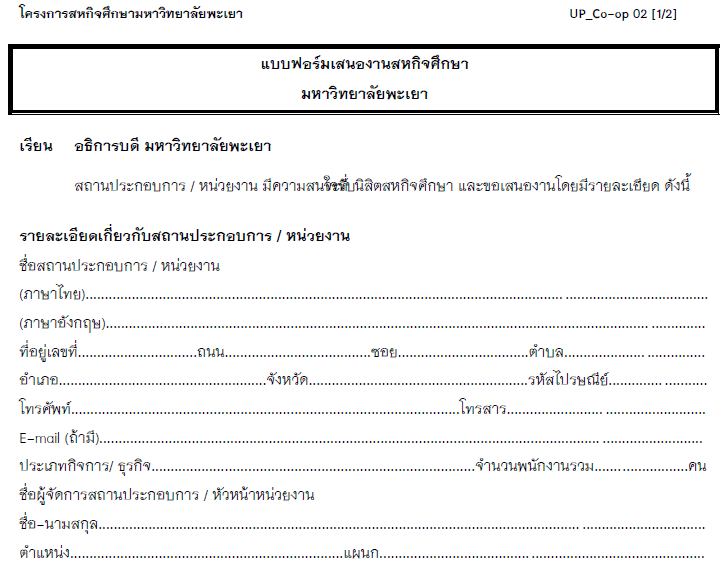 โครงการสหกิจศึกษามหาวิทยาลัยพะเยา UP_Co-op 02 [1/2]
แบบฟอร์มเสนองานสหกิจศึกษา
มหาวิทยาลัยพะเยา
เรียน อธิการบดี มหาวิทยาลัยพะเยา
สถานประกอบการ / หน่วยงาน มีความ นิสิตสหกิจศึกษา และขอเสนองานโดยมีรายละเอียด ดังนี้
รายละเอียดเกี่ยวกับสถานประกอบการ / หน่วยงาน
ชื่อสถานประกอบการ / หน่วยงาน
(ภาษาไทย)....................................................................................................
(ภาษาอังกฤษ)....................................................................................................
ที่อยู่เลขที่..............................ถนน....................................ซอย.................................ตำบล....................................
อำเภอ.....................................................จังหวัด........................................................รหัสไปรษณีย์.........................
โทรศัพท์....................................................................................................โทรสาร..................................................
E-mail (ถ้ามี)....................................................................................................
ประเภทกิจการ/ ธุรกิจ..................................................................................จำนวนพนักงานรวม........................คน
ชื่อผู้จัดการสถานประกอบการ / หัวหน้าหน่วยงาน
ชื่อ-นามสกุล....................................................................................................
ตำแหน่ง......................................................................แผนก....................................................................................